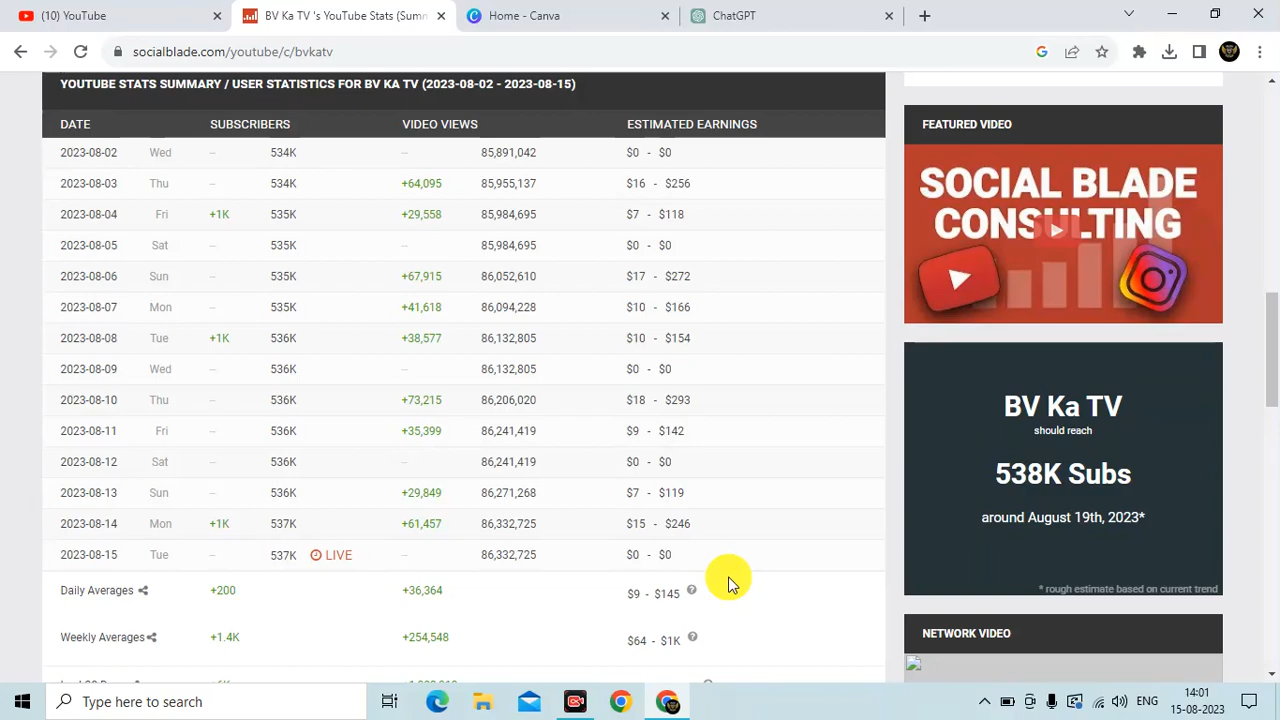 (10) YouTube
BV Ka TV 's YouTube Stats (Summ
Home - Canva
ChatGPT
socialblade.com/youtube/c/bvkatv
YOUTUBE STATS SUMMARY / USER STATISTICS FOR BV KA TV (2023-08-02 - 2023-08-15)
DATE SUBSCRIBERS VIDEO VIEWS ESTIMATED EARNINGS
2023-08-02 Wed -- 534K -- 85,891,042 $0 - $0
2023-08-03 Thu -- 534K +64,095 85,955,137 $16 - $256
2023-08-04 Fri +1K 535K +29,558 85,984,695 $7 - $118
2023-08-05 Sat -- 535K -- 85,984,695 $0 - $0
2023-08-06 Sun -- 535K +67,915 86,052,610 $17 - $272
2023-08-07 Mon -- 535K +41,618 86,094,228 $10 - $166
2023-08-08 Tue +1K 536K +38,577 86,132,805 $10 - $154
2023-08-09 Wed -- 536K -- 86,132,805 $0 - $0
2023-08-10 Thu -- 536K +73,215 86,206,020 $18 - $293
2023-08-11 Fri -- 536K +35,399 86,241,419 $9 - $142
2023-08-12 Sat -- 536K -- 86,241,419 $0 - $0
2023-08-13 Sun -- 536K +29,849 86,271,268 $7 - $119
2023-08-14 Mon +1K 537K +61,457 86,332,725 $15 - $246
2023-08-15 Tue -- 537K LIVE -- 86,332,725 $0 - $0
Daily Averages +200 +36,364 $9 - $145
Weekly Averages +1.4K +254,548 $64 - $1K
FEATURED VIDEO
SOCIAL BLADE
CONSULTING
BV Ka TV
should reach
538K Subs
around August 19th, 2023*
* rough estimate based on current trend
NETWORK VIDEO
Type here to search
ENG
14:01
15-08-2023